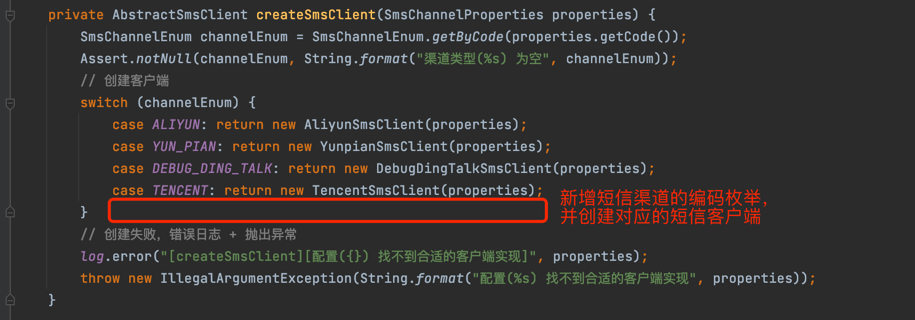 private AbstractSmsClient createSmsClient(SmsChannelProperties properties) {
SmsChannelEnum channelEnum = SmsChannelEnum.getByCode(properties.getCode());
Assert.notNull(channelEnum, String.format("渠道类型(%s) 为空", channelEnum));
// 创建客户端
switch (channelEnum) {
case ALIYUN: return new AliyunSmsClient(properties);
case YUN_PIAN: return new YunpianSmsClient(properties);
case DEBUG_DING_TALK: return new DebugDingTalkSmsClient(properties);
case TENCENT: return new TencentSmsClient(properties);
新增短信渠道的编码枚举，
并创建对应的短信客户端
}
// 创建失败，错误日志 + 抛出异常
log.error("[createSmsClient][配置({}) 找不到合适的客户端实现]", properties);
throw new IllegalArgumentException(String.format("配置(%s) 找不到合适的客户端实现", properties));
}